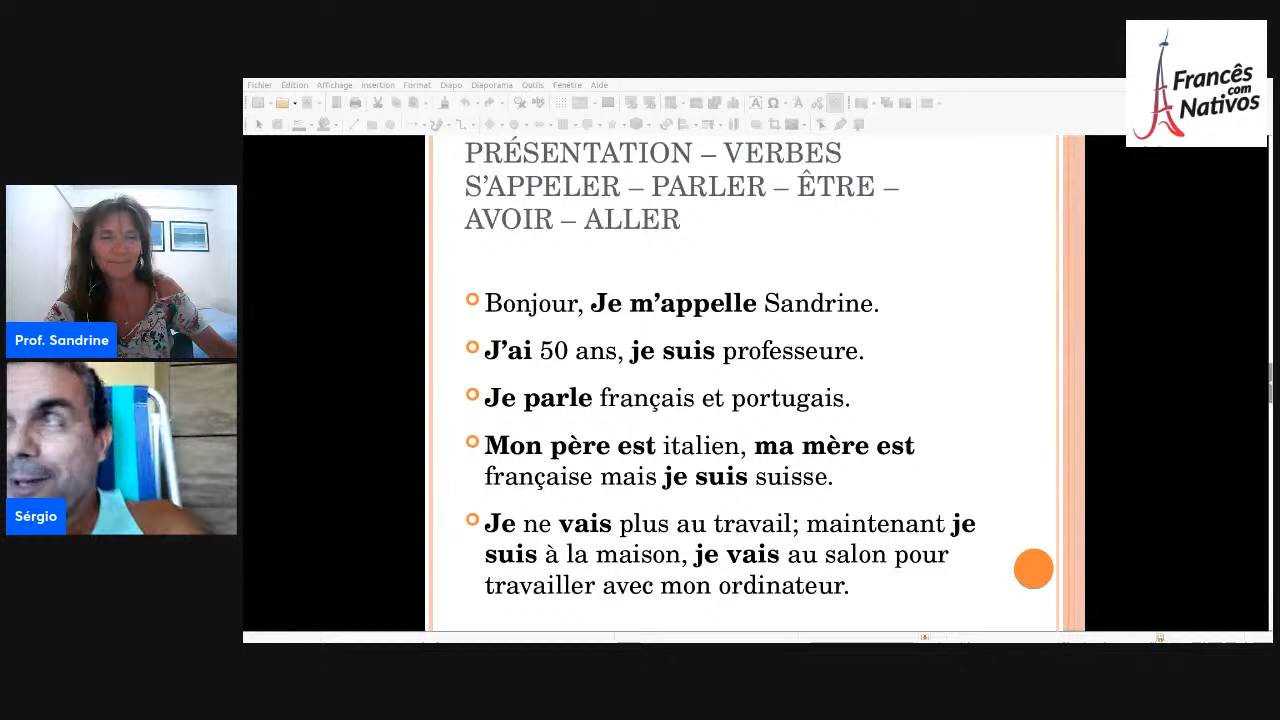 Francês
com
Nativos
Fichier Édition Affichage Insertion Format Diapo Diaporama Outils Fenêtre Aide
PRÉSENTATION – VERBES
S’APPELER – PARLER – ÊTRE –
AVOIR – ALLER
Bonjour, Je m’appelle Sandrine.
J’ai 50 ans, je suis professeure.
Je parle français et portugais.
Mon père est italien, ma mère est
française mais je suis suisse.
Je ne vais plus au travail; maintenant je
suis à la maison, je vais au salon pour
travailler avec mon ordinateur.
Prof. Sandrine
Sérgio